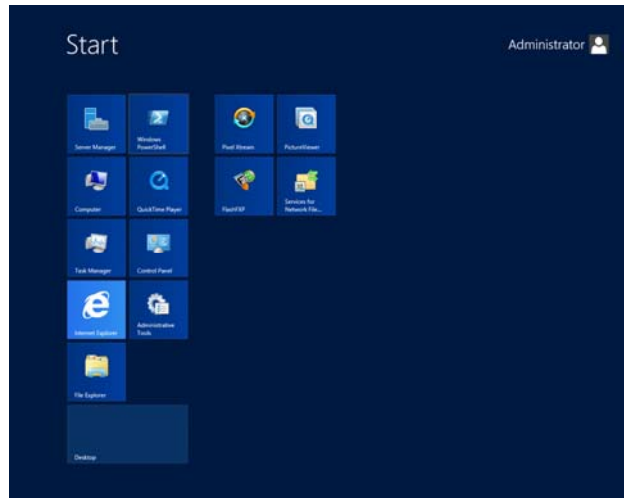 Start
Administrator
Server Manager
Windows
PowerShell
Pixel Xtream
PictureViewer
Computer
QuickTime Player
FlashFXP
Services for
Network File...
Task Manager
Control Panel
Internet Explorer
Administrative
Tools
File Explorer
Desktop